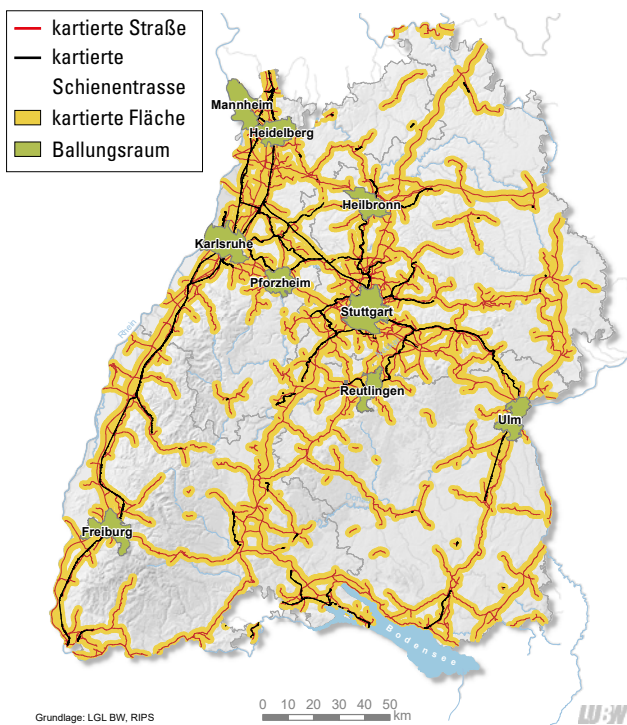 kartierte Straße
kartierte
Schienentrasse
kartierte Fläche
Ballungsraum
Mannheim
Heidelberg
Heilbronn
Karlsruhe
Pforzheim
Stuttgart
Rhein
Reutlingen
Ulm
Freiburg
Bodensee
Grundlage: LGL BW, RIPS
0 10 20 30 40 50
km
LUBW